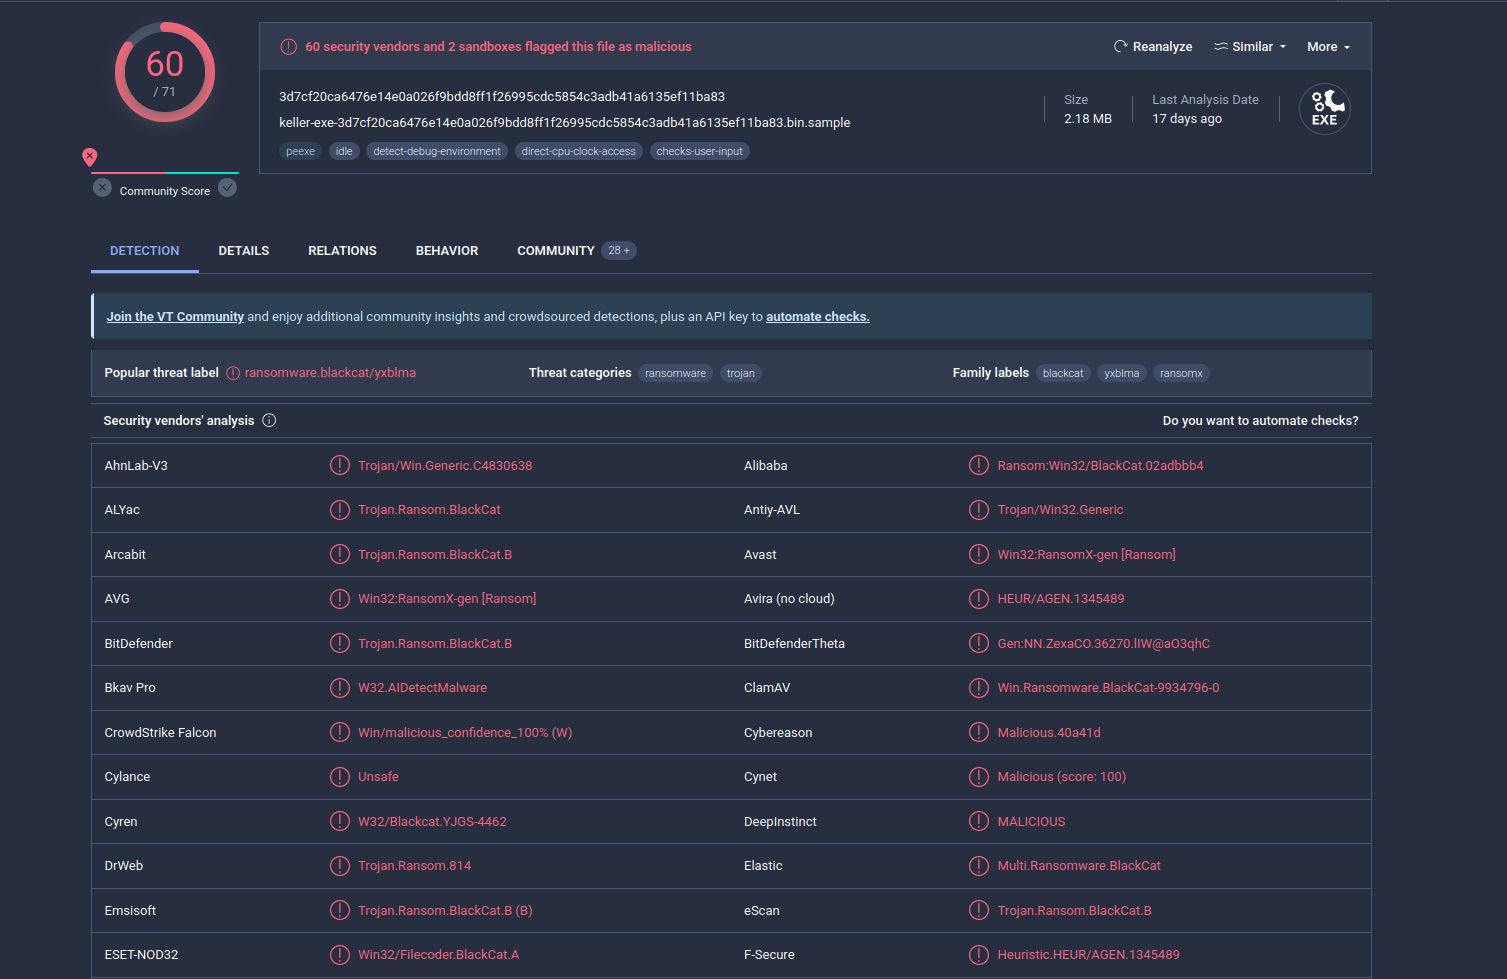 60
/ 71
60 security vendors and 2 sandboxes flagged this file as malicious
Reanalyze
Similar
More
3d7cf20ca6476e14e0a026f9bdd8ff1f26995cdc5854c3adb41a6135ef11ba83
keller-exe-3d7cf20ca6476e14e0a026f9bdd8ff1f26995cdc5854c3adb41a6135ef11ba83.bin.sample
peexe idle detect-debug-environment direct-cpu-clock-access checks-user-input
Size
2.18 MB
Last Analysis Date
17 days ago
EXE
Community Score
DETECTION DETAILS RELATIONS BEHAVIOR COMMUNITY 28 +
Join the VT Community and enjoy additional community insights and crowdsourced detections, plus an API key to automate checks.
Popular threat label ransomware.blackcat/yxblma Threat categories ransomware trojan Family labels blackcat yxblma ransomx
Security vendors' analysis Do you want to automate checks?
AhnLab-V3 Trojan/Win.Generic.C4830638 Alibaba Ransom:Win32/BlackCat.02adbbb4
ALYac Trojan.Ransom.BlackCat Antiy-AVL Trojan/Win32.Generic
Arcabit Trojan.Ransom.BlackCat.B Avast Win32:RansomX-gen [Ransom]
AVG Win32:RansomX-gen [Ransom] Avira (no cloud) HEUR/AGEN.1345489
BitDefender Trojan.Ransom.BlackCat.B BitDefenderTheta Gen:NN.ZexaCO.36270.lIW@aO3qhC
Bkav Pro W32.AIDetectMalware ClamAV Win.Ransomware.BlackCat-9934796-0
CrowdStrike Falcon Win/malicious_confidence_100% (W) Cybereason Malicious.40a41d
Cylance Unsafe Cynet Malicious (score: 100)
Cyren W32/Blackcat.YJGS-4462 DeepInstinct MALICIOUS
DrWeb Trojan.Ransom.814 Elastic Multi.Ransomware.BlackCat
Emsisoft Trojan.Ransom.BlackCat.B (B) eScan Trojan.Ransom.BlackCat.B
ESET-NOD32 Win32/Filecoder.BlackCat.A F-Secure Heuristic.HEUR/AGEN.1345489